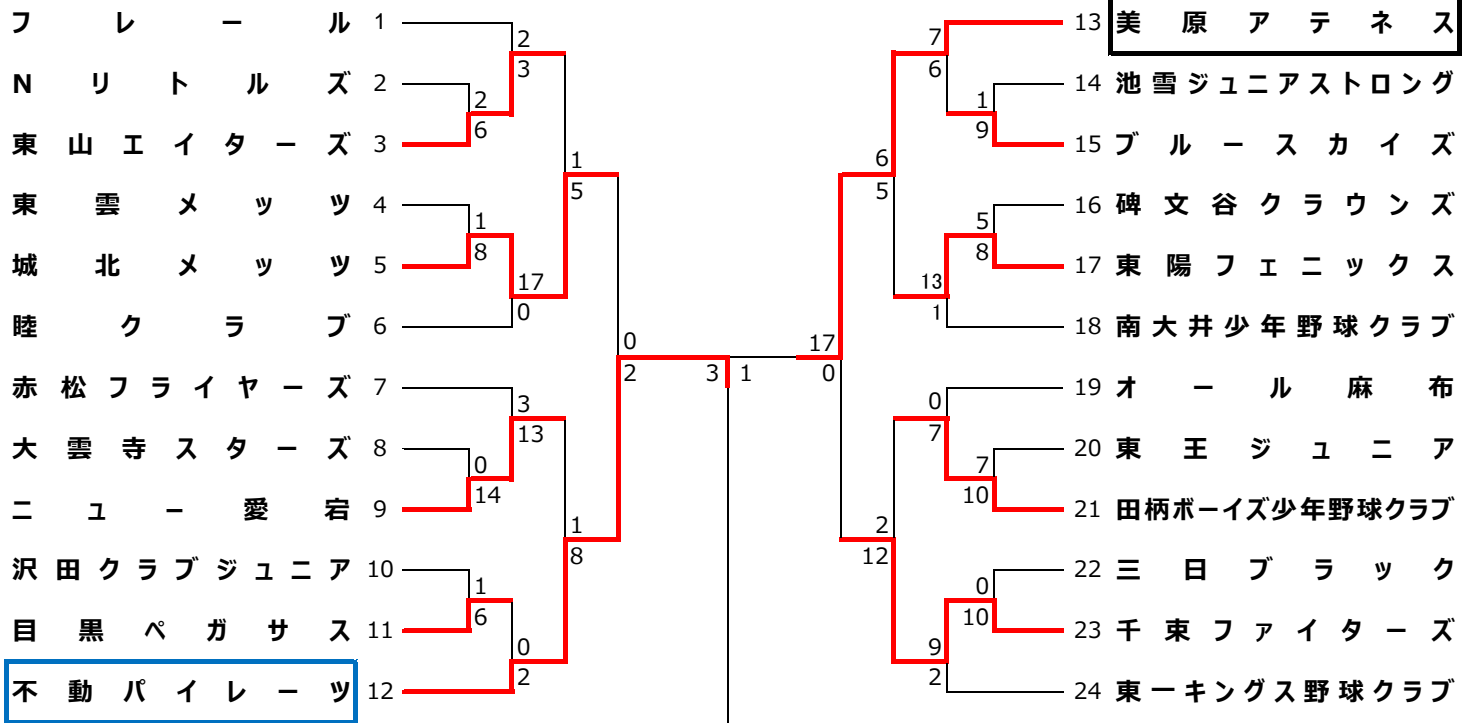 フレール 1
2
3
Nリトルズ 2
2
6
東山エイターズ 3
1
5
東雲メッツ 4
1
8
城北メッツ 5
17
0
睦クラブ 6
0
2
赤松フライヤーズ 7
3
13
大雲寺スターズ 8
0
14
ニュー愛宕 9
1
8
沢田クラブジュニア 10
1
6
目黒ペガサス 11
0
2
不動パイレーツ 12
3 1
13 美原アテネス
7
6
14 池雪ジュニアストロング
1
9
15 ブルースカイズ
6
5
16 碑文谷クラウンズ
5
8
17 東陽フェニックス
13
1
18 南大井少年野球クラブ
17
0
19 オール麻布
0
7
20 東王ジュニア
7
10
21 田柄ボーイズ少年野球クラブ
2
12
22 三日ブラック
0
10
23 千束ファイターズ
9
2
24 東一キングス野球クラブ